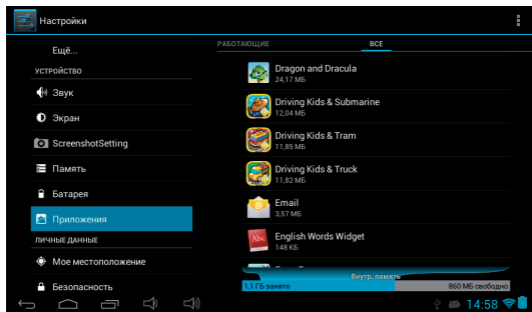 Настройки
Ещё...
УСТРОЙСТВО
Звук
Экран
ScreenshotSetting
Память
Батарея
Приложения
ЛИЧНЫЕ ДАННЫЕ
Мое местоположение
Безопасность
РАБОТАЮЩИЕ ВСЕ
Dragon and Dracula
24,17 МБ
Driving Kids & Submarine
12,04 МБ
Driving Kids & Tram
11,85 МБ
Driving Kids & Truck
11,82 МБ
Email
3,57 МБ
Abc
English Words Widget
148 КБ
Внутр. память
1,1 ГБ занято 860 МБ свободно
14:58